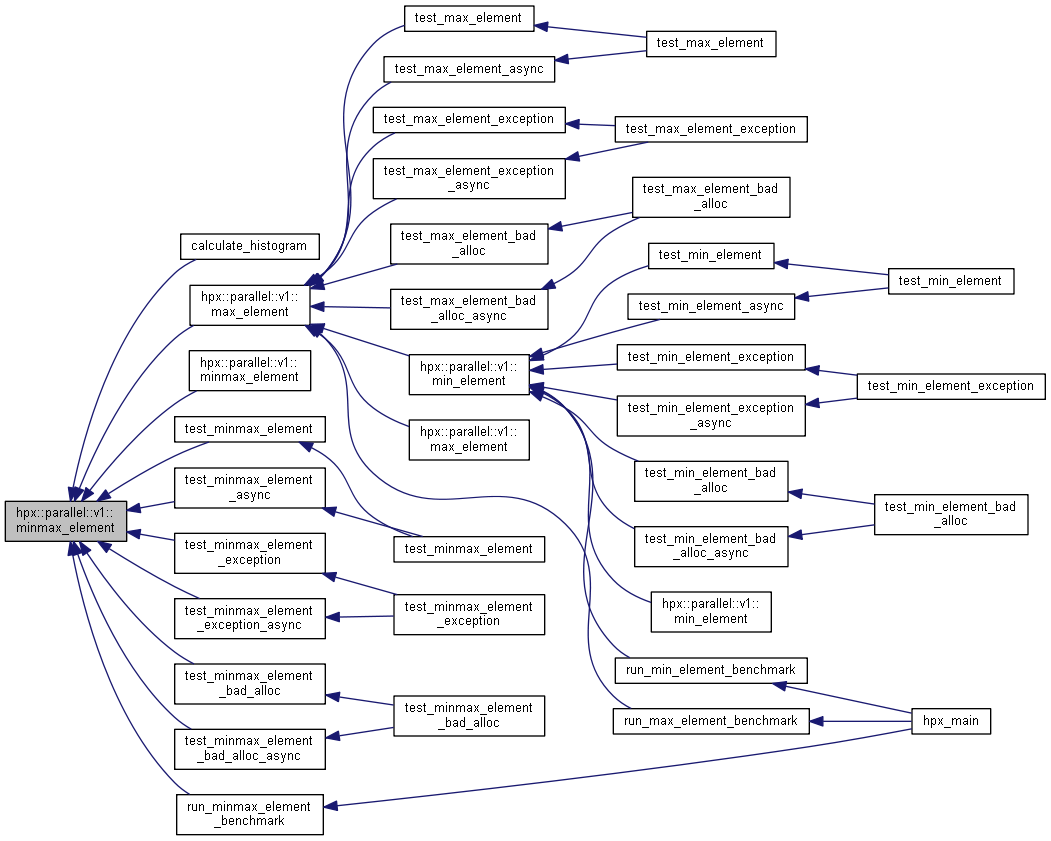 test_max_element
test_max_element
test_max_element_async
test_max_element_exception
test_max_element_exception
test_max_element_exception
_async
test_max_element_bad
_alloc
test_max_element_bad
_alloc
calculate_histogram
test_min_element
test_min_element
hpx::parallel::v1::
max_element
test_max_element_bad
_alloc_async
test_min_element_async
hpx::parallel::v1::
minmax_element
hpx::parallel::v1::
min_element
test_min_element_exception
test_min_element_exception
test_min_element_exception
_async
test_minmax_element
hpx::parallel::v1::
max_element
test_minmax_element
_async
test_min_element_bad
_alloc
test_min_element_bad
_alloc
hpx::parallel::v1::
minmax_element
test_minmax_element
_exception
test_minmax_element
test_min_element_bad
_alloc_async
test_minmax_element
_exception_async
test_minmax_element
_exception
hpx::parallel::v1::
min_element
test_minmax_element
_bad_alloc
run_min_element_benchmark
test_minmax_element
_bad_alloc
run_max_element_benchmark
hpx_main
test_minmax_element
_bad_alloc_async
run_minmax_element
_benchmark